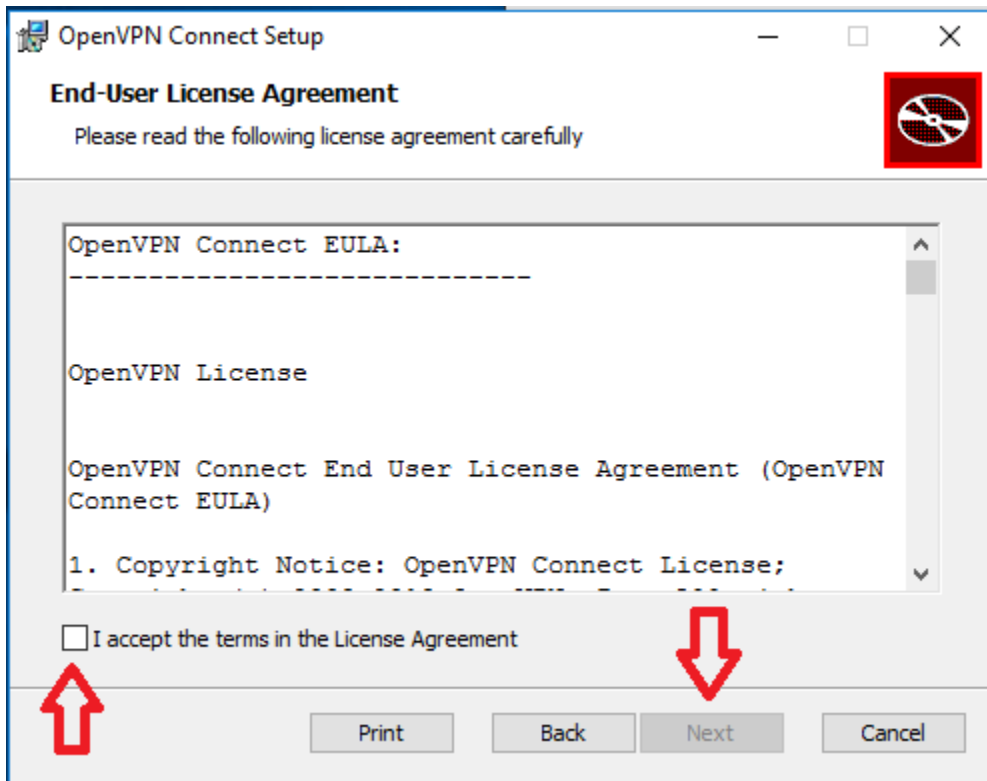 OpenVPN Connect Setup
End-User License Agreement
Please read the following license agreement carefully
OpenVPN Connect EULA:
-----------------------------
OpenVPN License
OpenVPN Connect End User License Agreement (OpenVPN
Connect EULA)
1. Copyright Notice: OpenVPN Connect License;
I accept the terms in the License Agreement
Print
Back
Next
Cancel